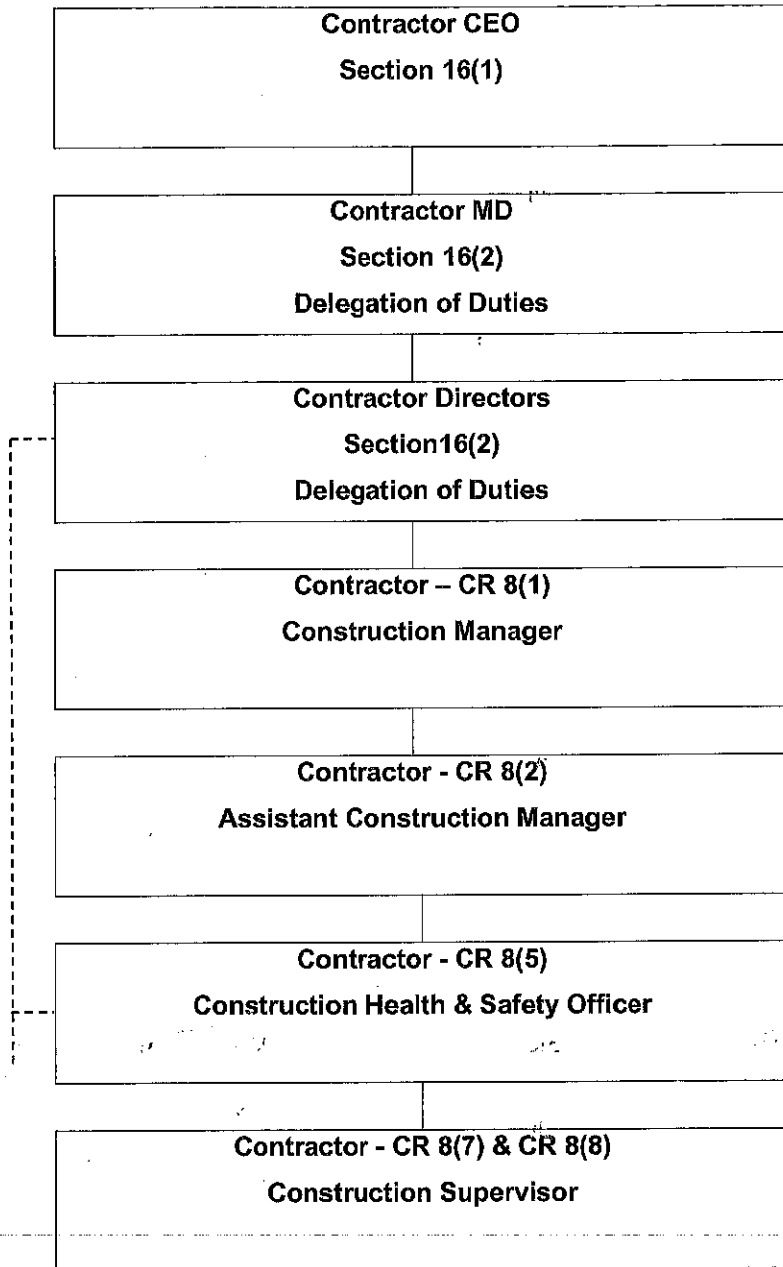 Contractor CEO
Section 16(1)
Contractor MD
Section 16(2)
Delegation of Duties
Contractor Directors
Section16(2)
Delegation of Duties
Contractor – CR 8(1)
Construction Manager
Contractor - CR 8(2)
Assistant Construction Manager
Contractor - CR 8(5)
Construction Health & Safety Officer
Contractor - CR 8(7) & CR 8(8)
Construction Supervisor